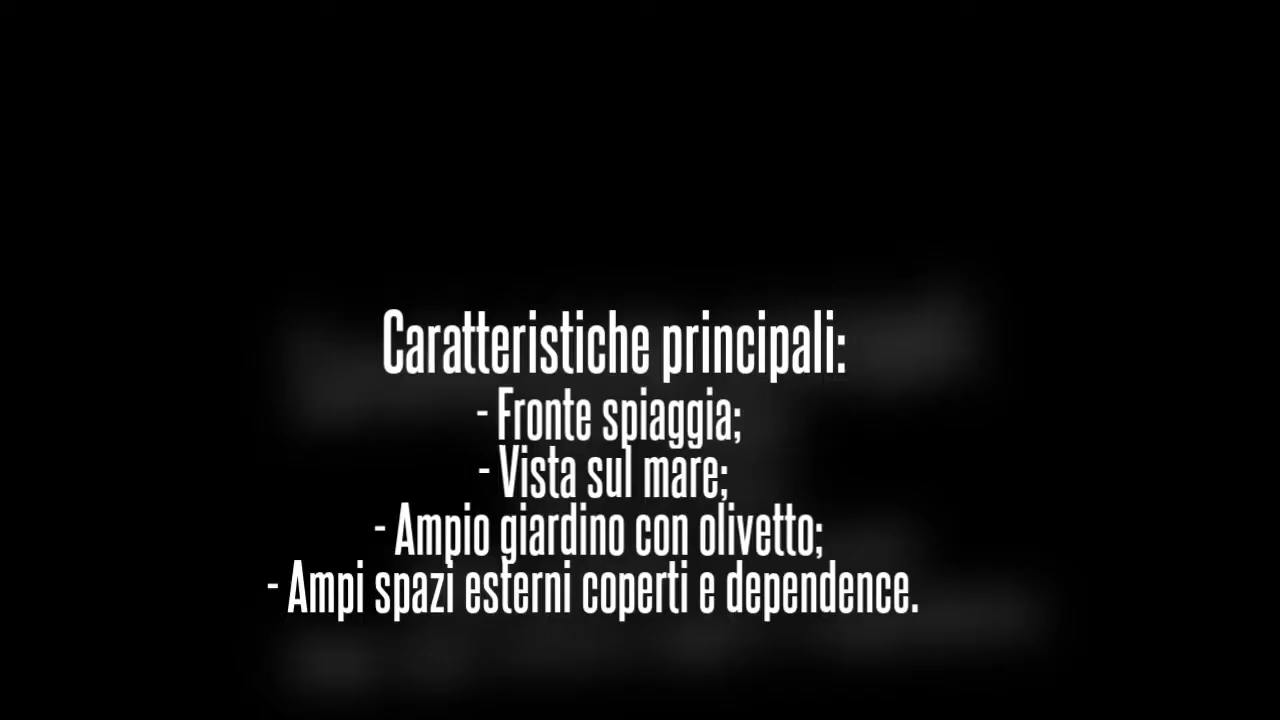 Caratteristiche principali:
- Fronte spiaggia;
- Vista sul mare;
- Ampio giardino con olivetto;
- Ampi spazi esterni coperti e dependence.